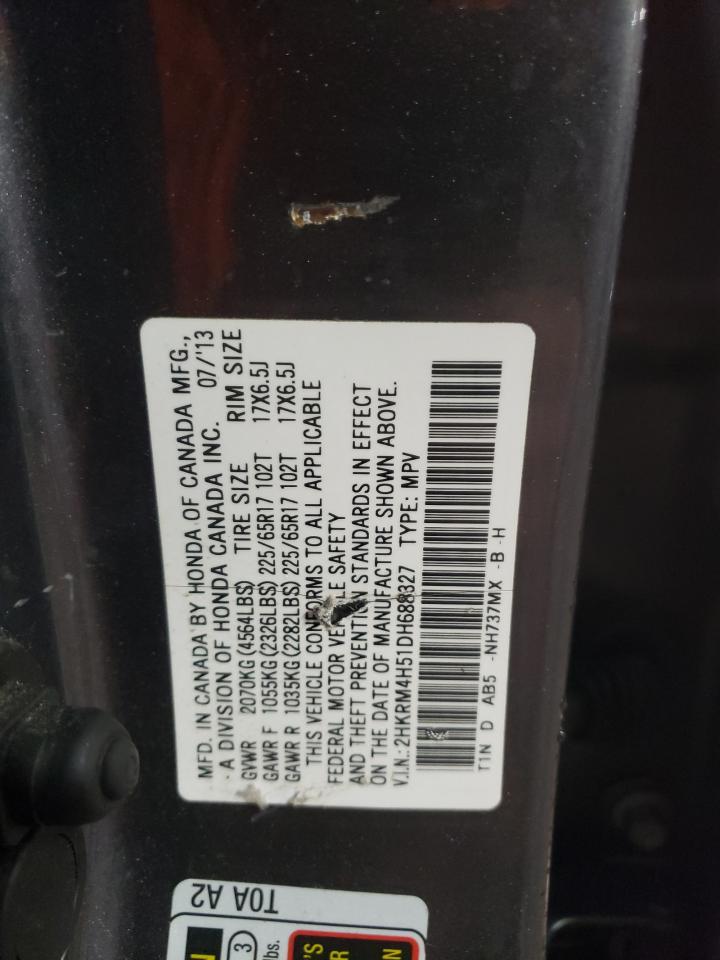 MFD. IN CANADA BY HONDA OF CANADA MFG.,
A DIVISION OF HONDA CANADA INC. 07/'13
GVWR 2070KG (4564LBS) TIRE SIZE RIM SIZE
GAWR F 1055KG (2326LBS) 225/65R17 102T 17X6.5J
GAWR R 1035KG (2282LBS) 225/65R17 102T 17X6.5J
THIS VEHICLE CONFORMS TO ALL APPLICABLE
FEDERAL MOTOR VEHICLE SAFETY
AND THEFT PREVENTION STANDARDS IN EFFECT
ON THE DATE OF MANUFACTURE SHOWN ABOVE.
V.I.N.:2HKRM4H51DH688327 TYPE: MPV
T1N D AB5 -NH737MX -B -H
TOA A2
3
lbs.
'S
R
N